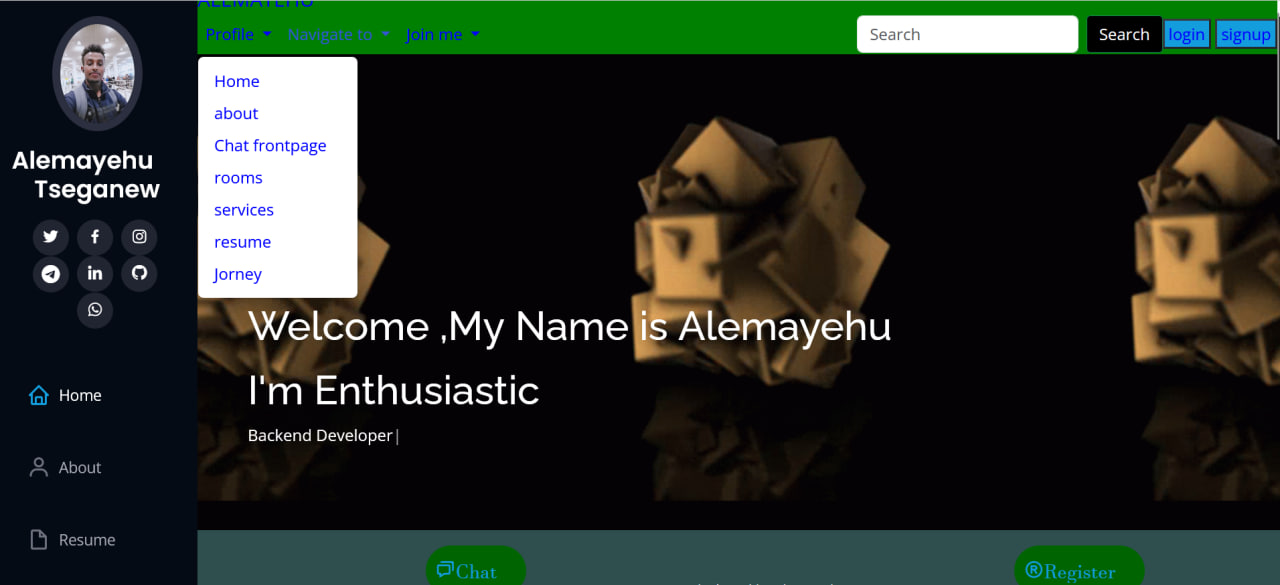 ALEMAYEHU
Profile Navigate to Join me
Search
Search
login
signup
Alemayehu
Tseganew
Home
About
Resume
Home
about
Chat frontpage
rooms
services
resume
Jorney
Welcome ,My Name is Alemayehu
I'm Enthusiastic
Backend Developer|
Chat
Register